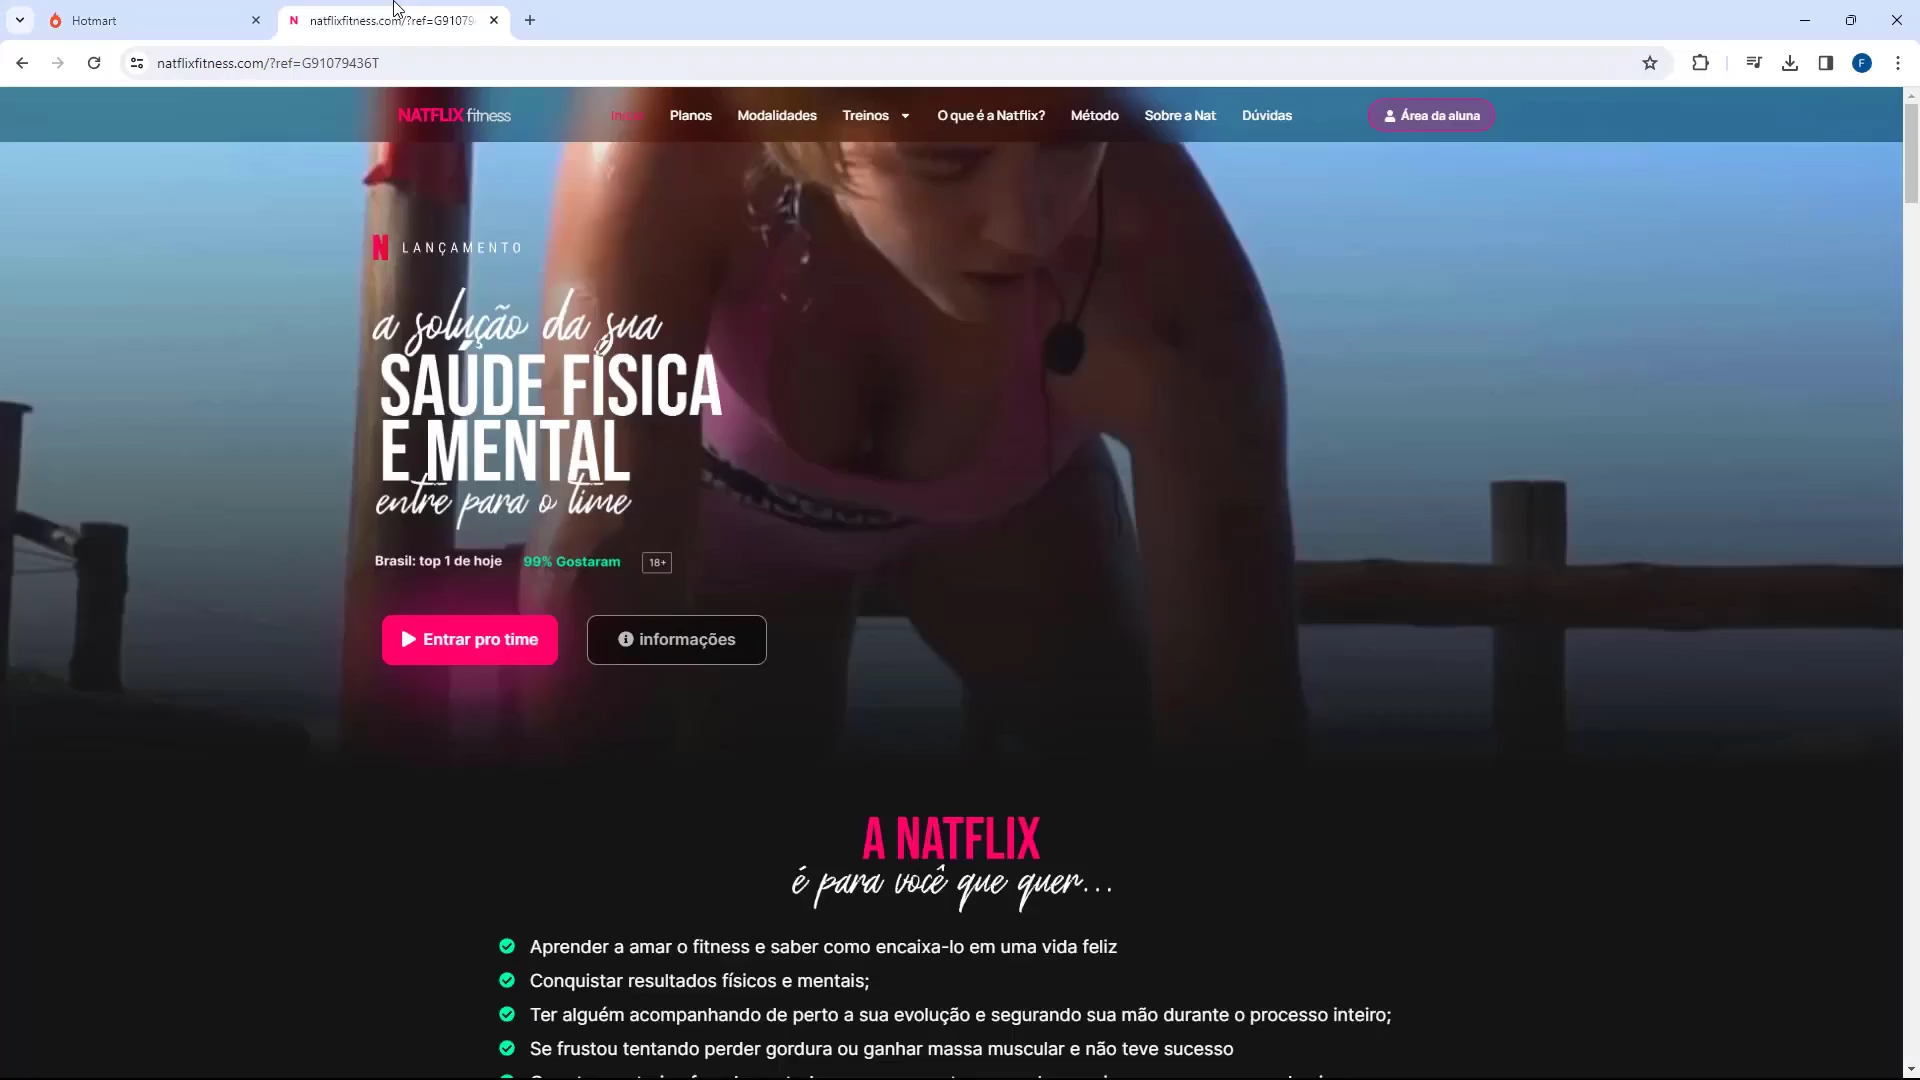 Hotmart
natflixfitness.com/?ref=G91079
natflixfitness.com/?ref=G91079436T
F
NATFLIX fitness
Início Planos Modalidades Treinos O que é a Natflix? Método Sobre a Nat Dúvidas Área da aluna
N LANÇAMENTO
a solução da sua
SAÚDE FÍSICA
E MENTAL
entre para o time
Brasil: top 1 de hoje 99% Gostaram 18+
Entrar pro time informações
A NATFLIX
é para você que quer...
Aprender a amar o fitness e saber como encaixa-lo em uma vida feliz
Conquistar resultados físicos e mentais;
Ter alguém acompanhando de perto a sua evolução e segurando sua mão durante o processo inteiro;
Se frustou tentando perder gordura ou ganhar massa muscular e não teve sucesso